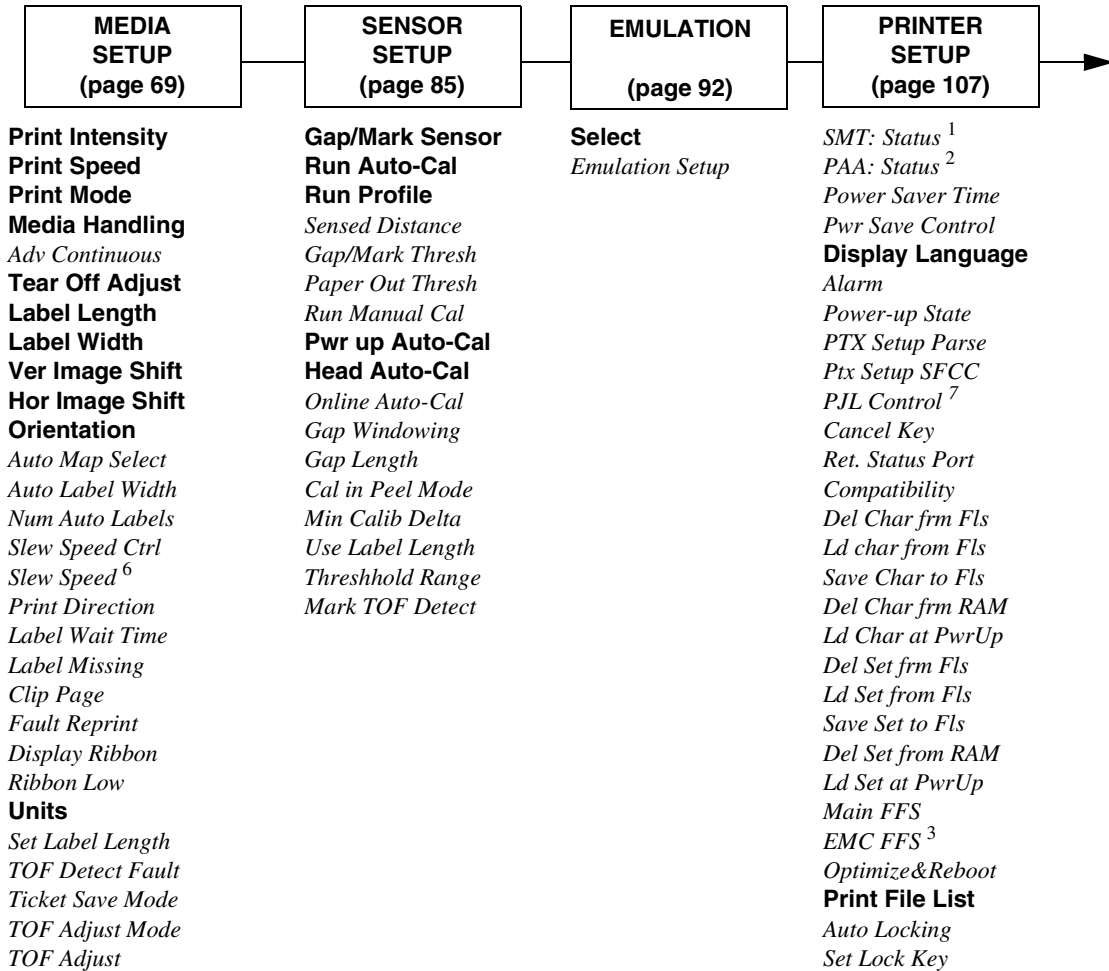 MEDIA
SETUP
(page 69)
Print Intensity
Print Speed
Print Mode
Media Handling
Adv Continuous
Tear Off Adjust
Label Length
Label Width
Ver Image Shift
Hor Image Shift
Orientation
Auto Map Select
Auto Label Width
Num Auto Labels
Slew Speed Ctrl
Slew Speed 6
Print Direction
Label Wait Time
Label Missing
Clip Page
Fault Reprint
Display Ribbon
Ribbon Low
Units
Set Label Length
TOF Detect Fault
Ticket Save Mode
TOF Adjust Mode
TOF Adjust
SENSOR
SETUP
(page 85)
Gap/Mark Sensor
Run Auto-Cal
Run Profile
Sensed Distance
Gap/Mark Thresh
Paper Out Thresh
Run Manual Cal
Pwr up Auto-Cal
Head Auto-Cal
Online Auto-Cal
Gap Windowing
Gap Length
Cal in Peel Mode
Min Calib Delta
Use Label Length
Threshhold Range
Mark TOF Detect
EMULATION
(page 92)
Select
Emulation Setup
PRINTER
SETUP
(page 107)
SMT: Status 1
PAA: Status 2
Power Saver Time
Pwr Save Control
Display Language
Alarm
Power-up State
PTX Setup Parse
Ptx Setup SFCC
PJL Control 7
Cancel Key
Ret. Status Port
Compatibility
Del Char frm Fls
Ld char from Fls
Save Char to Fls
Del Char frm RAM
Ld Char at PwrUp
Del Set frm Fls
Ld Set from Fls
Save Set to Fls
Del Set from RAM
Ld Set at PwrUp
Main FFS
EMC FFS 3
Optimize&Reboot
Print File List
Auto Locking
Set Lock Key